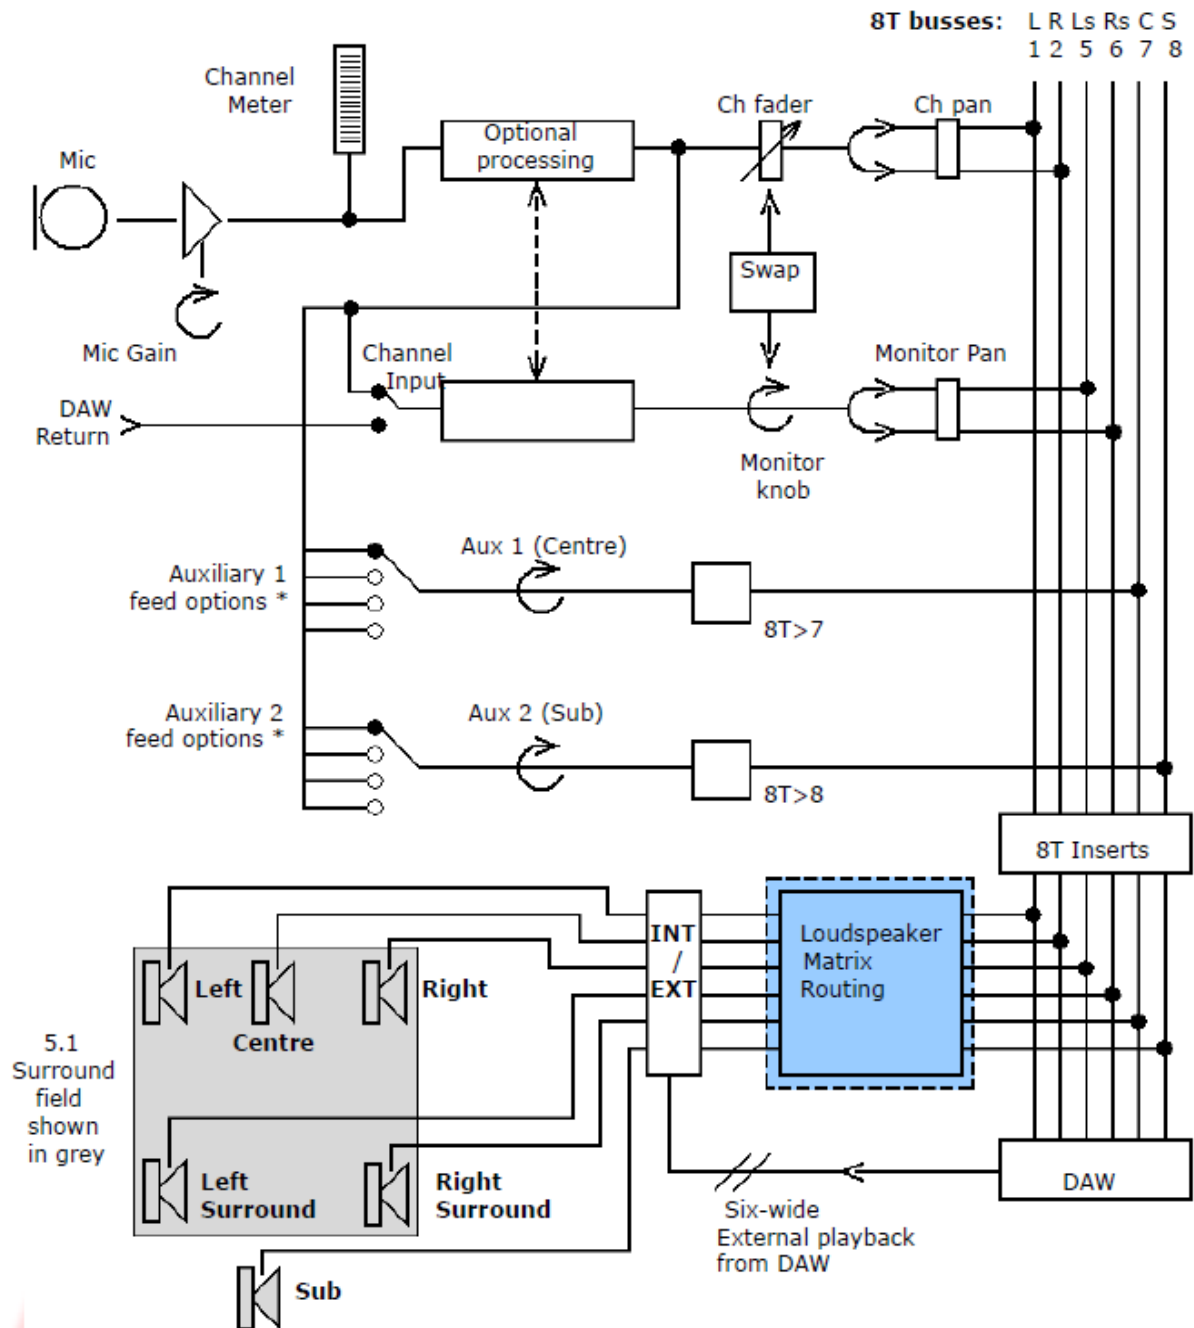 8T busses: L R Ls Rs C S
1 2 5 6 7 8
Channel
Meter
Ch fader
Ch pan
Optional
processing
Mic
Swap
Mic Gain
Channel
Input
Monitor Pan
DAW
Return
Monitor
knob
Aux 1 (Centre)
Auxiliary 1
feed options *
8T>7
Auxiliary 2
feed options *
Aux 2 (Sub)
8T>8
8T Inserts
INT
/
EXT
Loudspeaker
Matrix
Routing
Left
Right
Centre
5.1
Surround
field
shown
in grey
Left
Surround
Right
Surround
DAW
Six-wide
External playback
from DAW
Sub